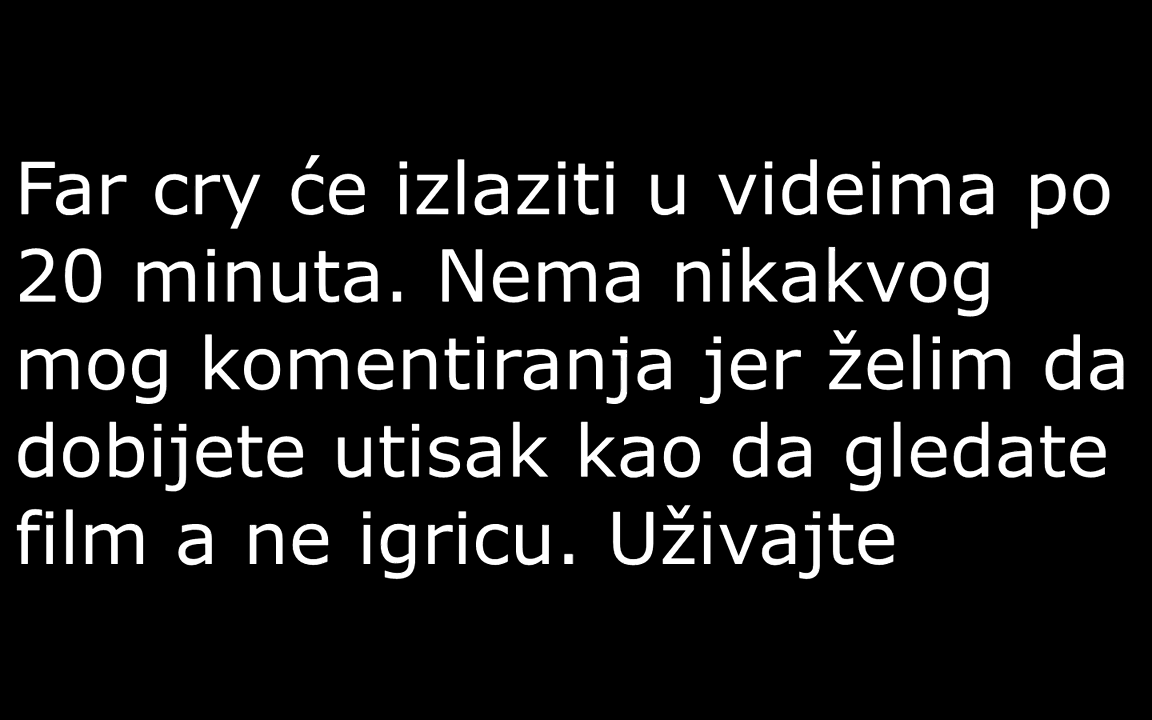 Far cry će izlaziti u videima po
20 minuta. Nema nikakvog
mog komentiranja jer želim da
dobijete utisak kao da gledate
film a ne igricu. Uživajte